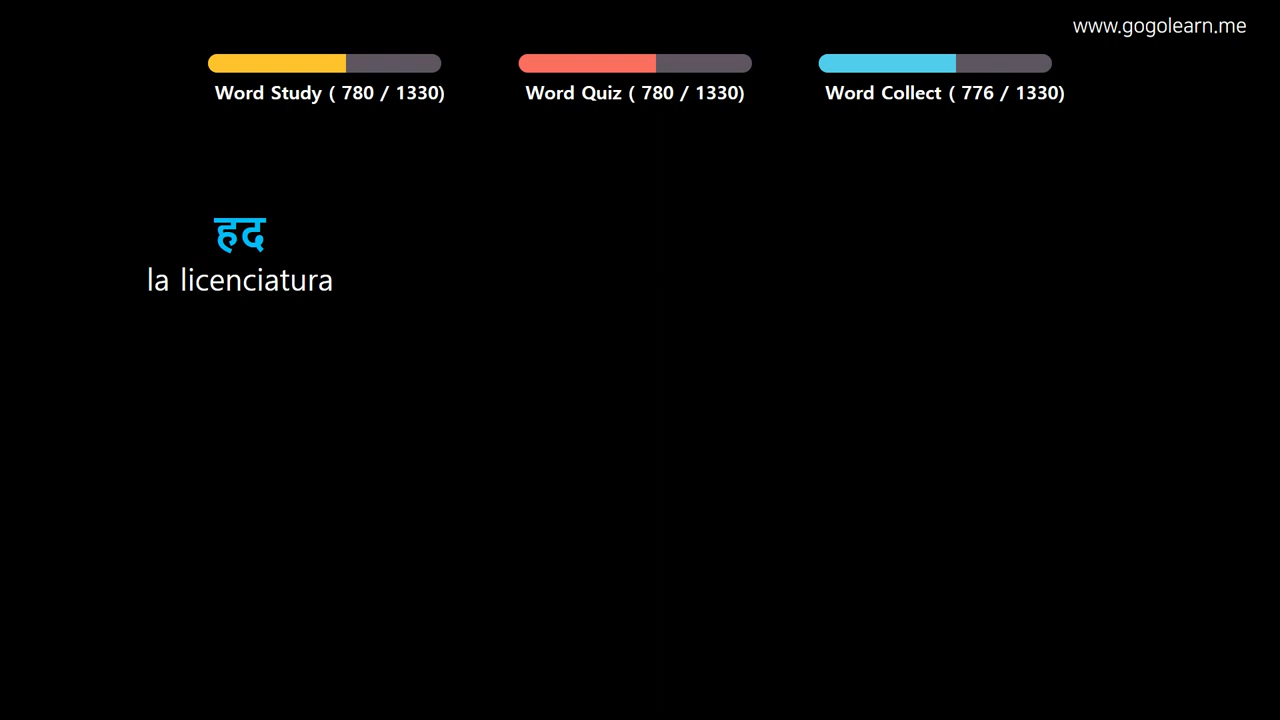 www.gogolearn.me
Word Study ( 780 / 1330)
Word Quiz ( 780 / 1330)
Word Collect ( 776 / 1330)
हद
la licenciatura